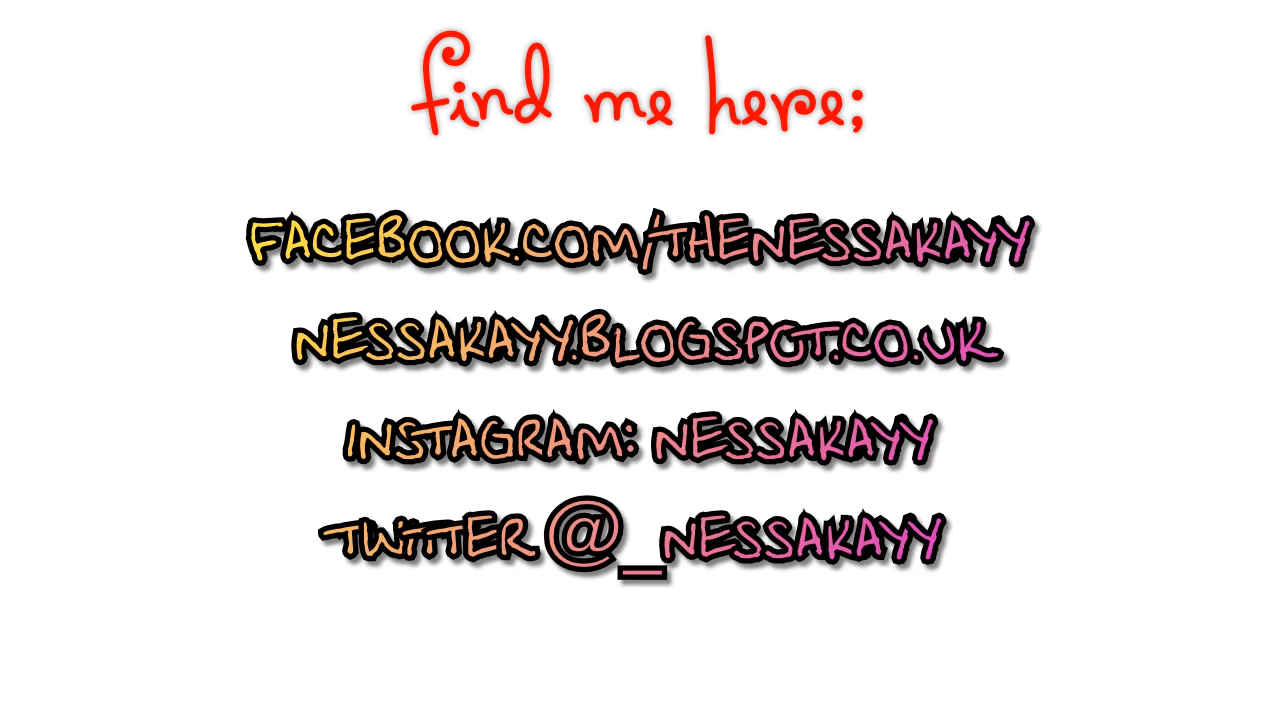 find me here;
FACEBOOK.COM/THENESSAKAYY
NESSAKAYY.BLOGSPOT.CO.UK
INSTAGRAM: NESSAKAYY
TWITTER @_NESSAKAYY